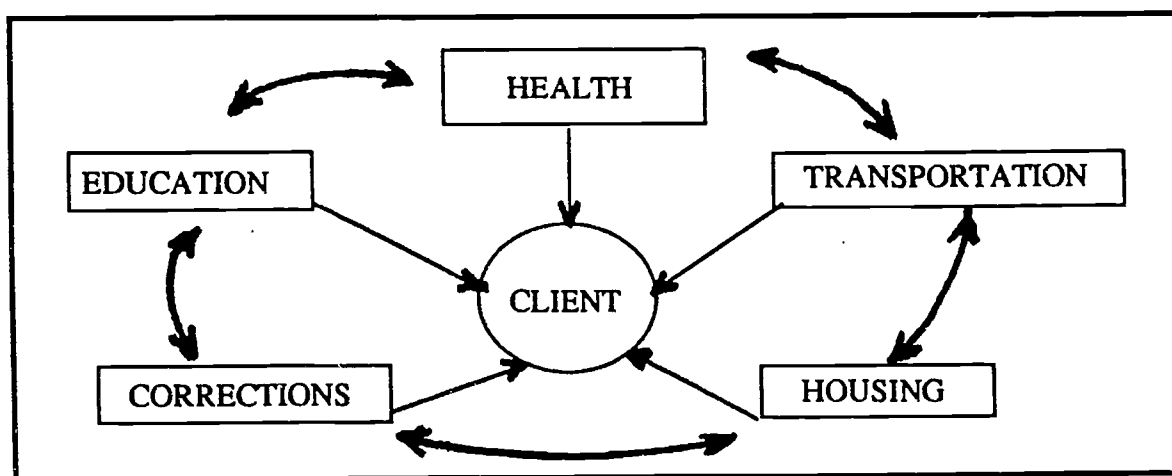 HEALTH
EDUCATION
TRANSPORTATION
CLIENT
CORRECTIONS
HOUSING